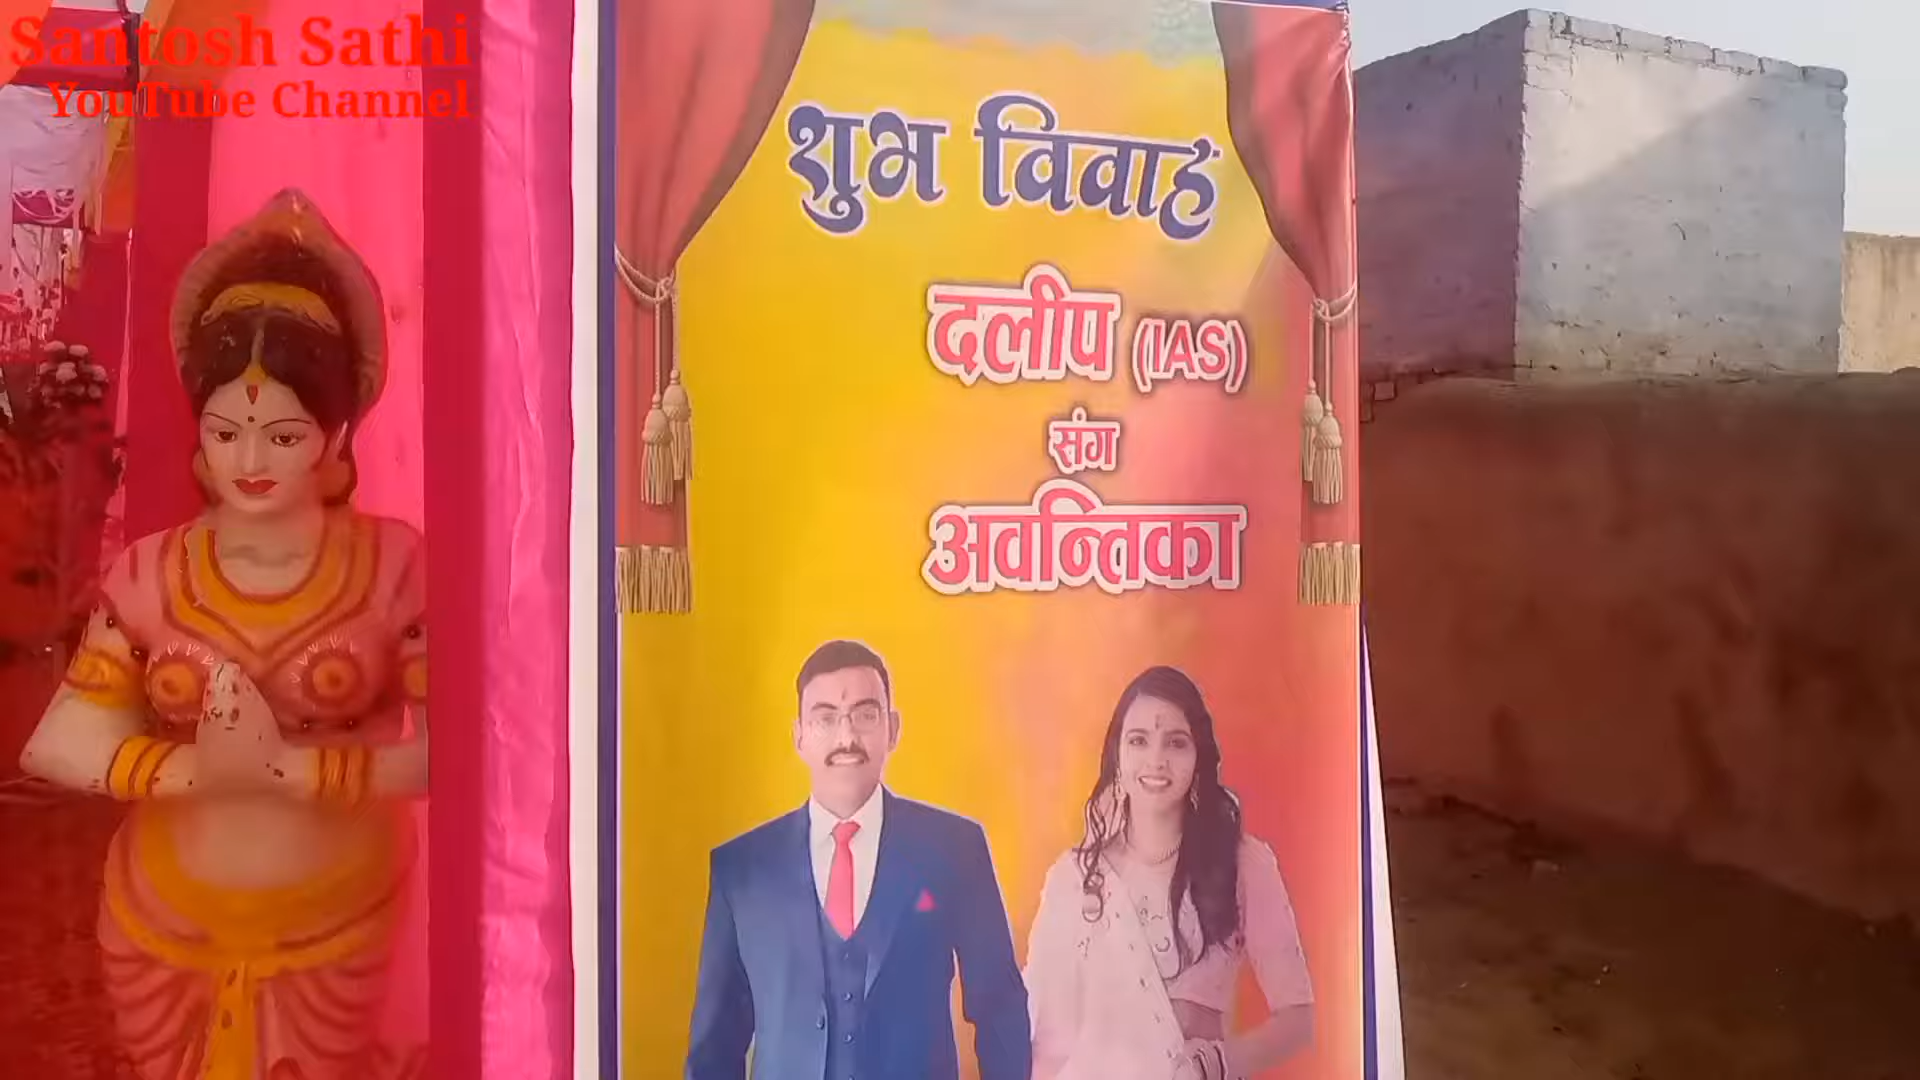 Santosh Sathi
YouTube Channel
शुभ विवाह
दलीप (IAS)
संग
अवन्तिका